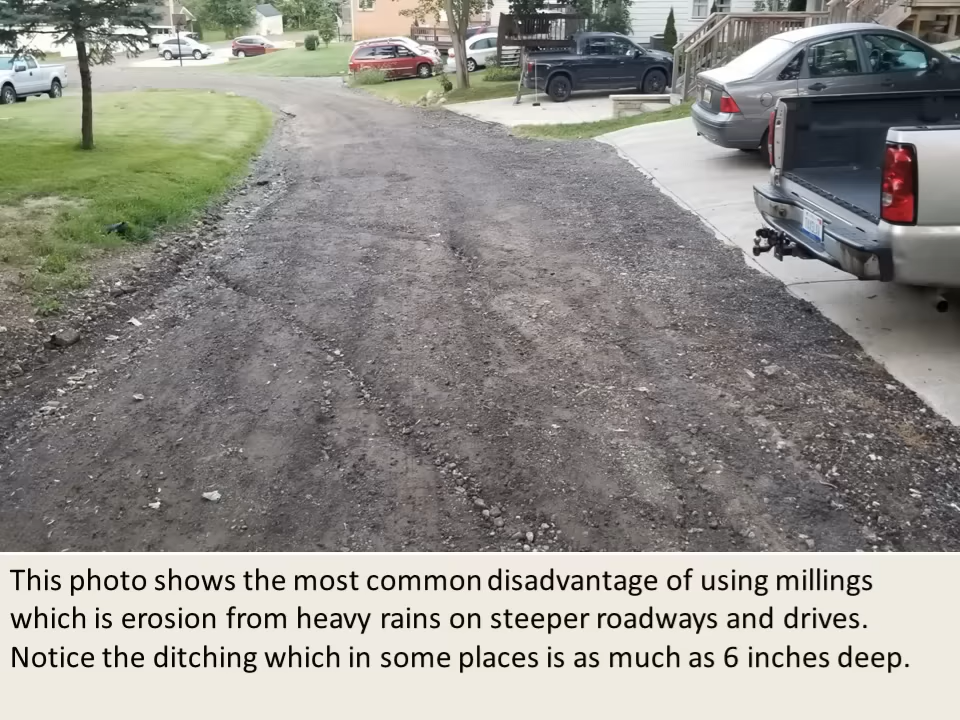 This photo shows the most common disadvantage of using millings
which is erosion from heavy rains on steeper roadways and drives.
Notice the ditching which in some places is as much as 6 inches deep.